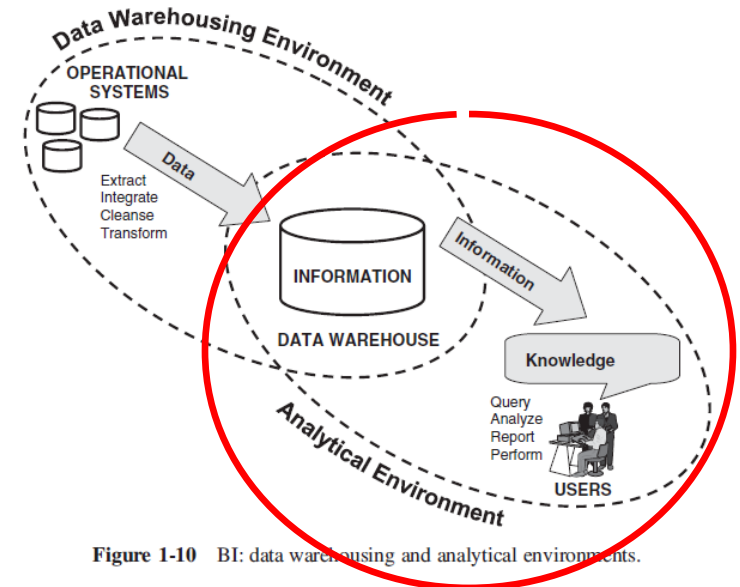 Data Warehousing Environment
OPERATIONAL
SYSTEMS
Data
Extract
Integrate
Cleanse
Transform
INFORMATION
DATA WAREHOUSE
Information
Knowledge
Query
Analyze
Report
Perform
USERS
Analytical Environment
Figure 1-10 BI: data warehousing and analytical environments.